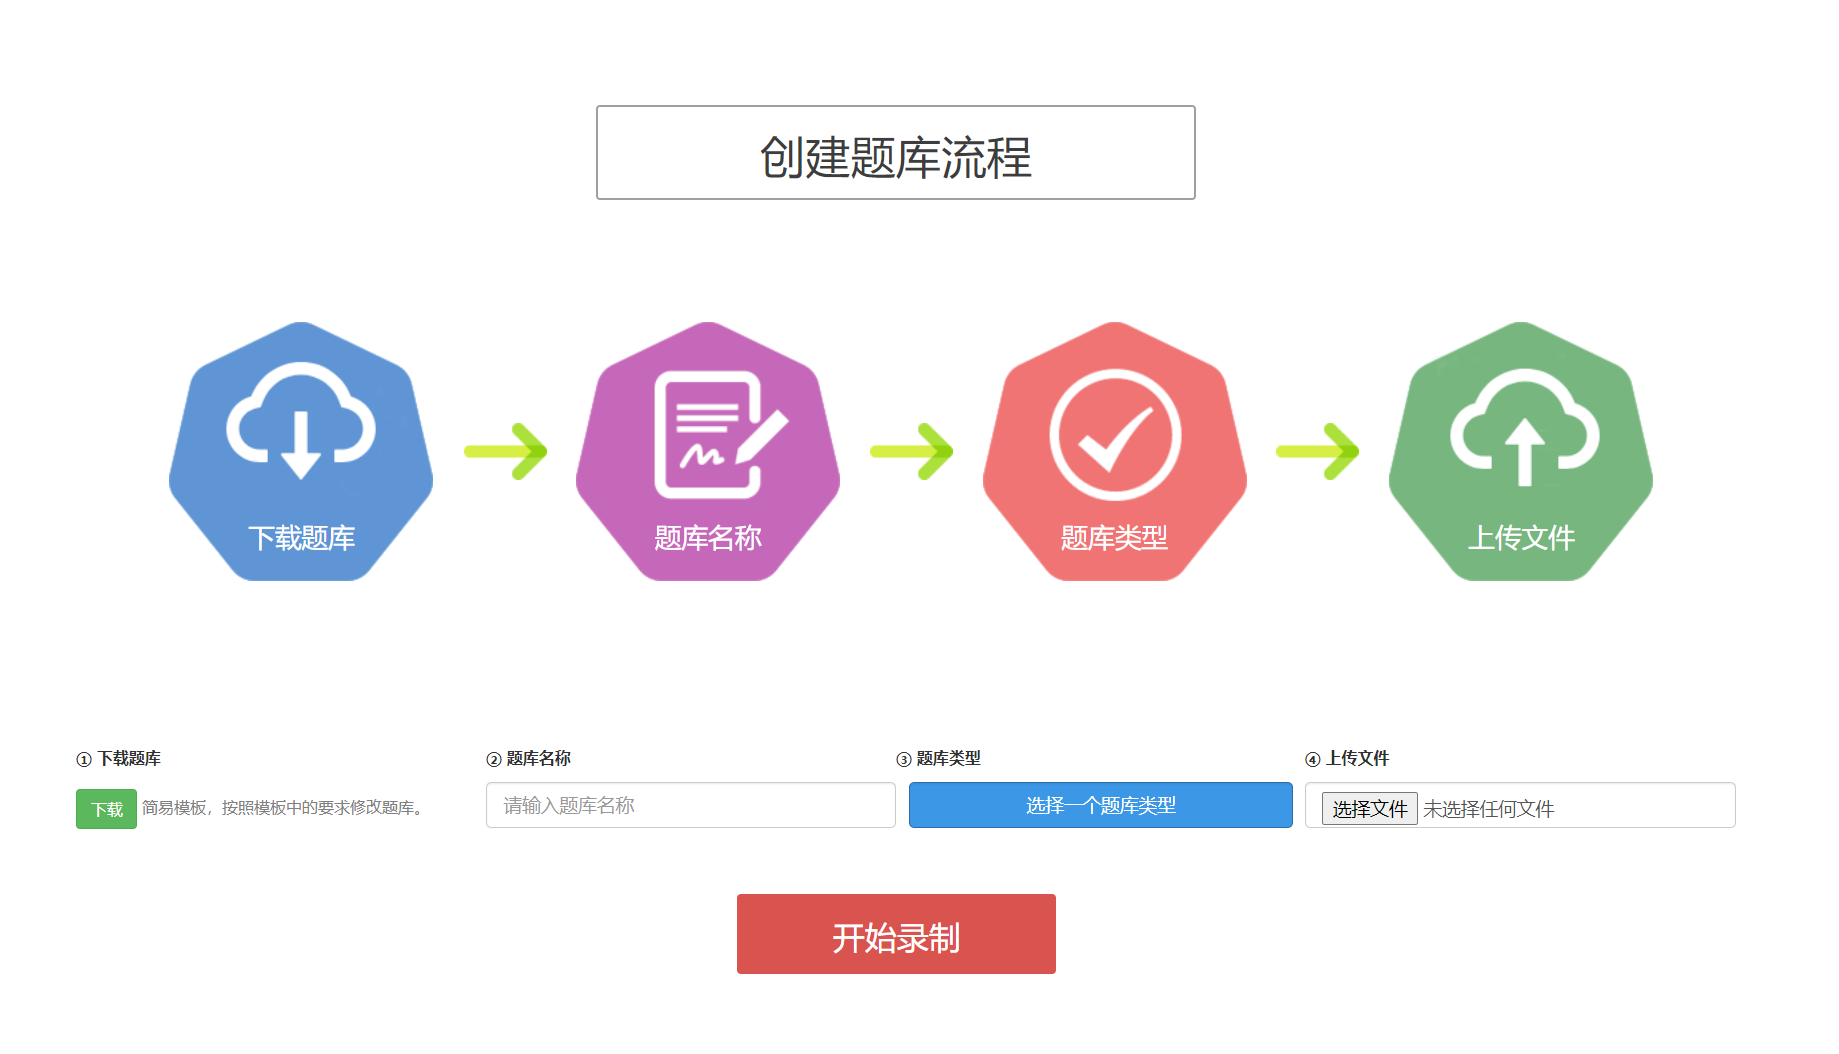 创建题库流程
下载题库
题库名称
题库类型
上传文件
① 下载题库
② 题库名称
③ 题库类型
④ 上传文件
下载 简易模板，按照模板中的要求修改题库。
请输入题库名称
选择一个题库类型
选择文件 未选择任何文件
开始录制